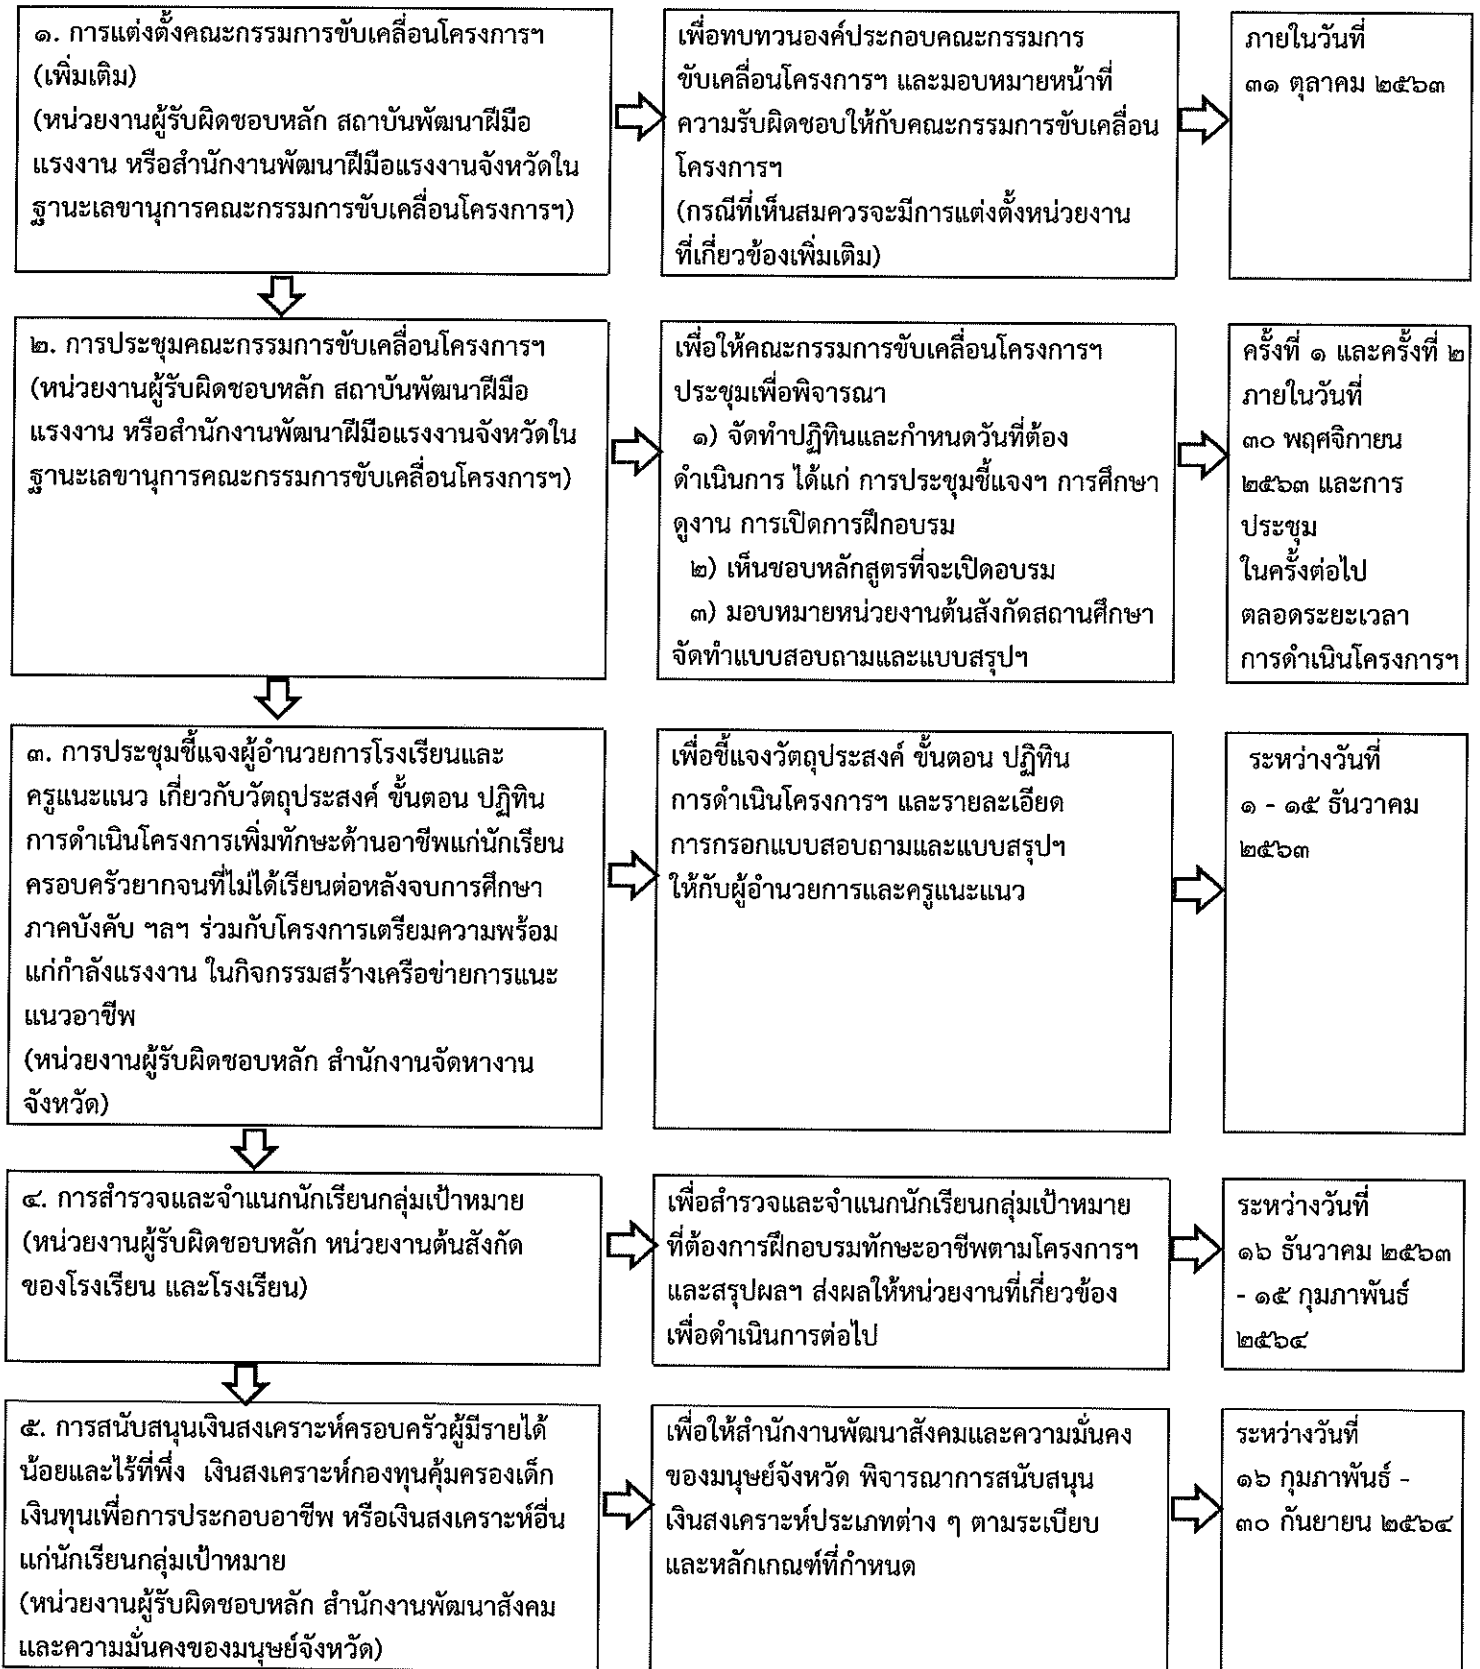 ๑. การแต่งตั้งคณะกรรมการขับเคลื่อนโครงการฯ
(เพิ่มเติม)
(หน่วยงานผู้รับผิดชอบหลัก สถาบันพัฒนาฝีมือ
แรงงาน หรือสำนักงานพัฒนาฝีมือแรงงานจังหวัดใน
ฐานะเลขานุการคณะกรรมการขับเคลื่อนโครงการฯ)
เพื่อทบทวนองค์ประกอบคณะกรรมการ
ขับเคลื่อนโครงการฯ และมอบหมายหน้าที่
ความรับผิดชอบให้กับคณะกรรมการขับเคลื่อน
โครงการฯ
(กรณีที่เห็นสมควรจะมีการแต่งตั้งหน่วยงาน
ที่เกี่ยวข้องเพิ่มเติม)
ภายในวันที่
๓๑ ตุลาคม ๒๕๖๓
๒. การประชุมคณะกรรมการขับเคลื่อนโครงการฯ
(หน่วยงานผู้รับผิดชอบหลัก สถาบันพัฒนาฝีมือ
แรงงาน หรือสำนักงานพัฒนาฝีมือแรงงานจังหวัดใน
ฐานะเลขานุการคณะกรรมการขับเคลื่อนโครงการฯ)
เพื่อให้คณะกรรมการขับเคลื่อนโครงการฯ
ประชุมเพื่อพิจารณา
๑) จัดทำปฏิทินและกำหนดวันที่ต้อง
ดำเนินการ ได้แก่ การประชุมชี้แจงฯ การศึกษา
ดูงาน การเปิดการฝึกอบรม
๒) เห็นชอบหลักสูตรที่จะเปิดอบรม
๓) มอบหมายหน่วยงานต้นสังกัดสถานศึกษา
จัดทำแบบสอบถามและแบบสรุปฯ
ครั้งที่ ๑ และครั้งที่ ๒
ภายในวันที่
๓๐ พฤศจิกายน
๒๕๖๓ และการ
ประชุม
ในครั้งต่อไป
ตลอดระยะเวลา
การดำเนินโครงการฯ
๓. การประชุมชี้แจงผู้อำนวยการโรงเรียนและ
ครูแนะแนว เกี่ยวกับวัตถุประสงค์ ขั้นตอน ปฏิทิน
การดำเนินโครงการเพิ่มทักษะด้านอาชีพแก่นักเรียน
ครอบครัวยากจนที่ไม่ได้เรียนต่อหลังจบการศึกษา
ภาคบังคับ ฯลฯ ร่วมกับโครงการเตรียมความพร้อม
แก่กำลังแรงงาน ในกิจกรรมสร้างเครือข่ายการแนะ
แนวอาชีพ
(หน่วยงานผู้รับผิดชอบหลัก สำนักงานจัดหางาน
จังหวัด)
เพื่อชี้แจงวัตถุประสงค์ ขั้นตอน ปฏิทิน
การดำเนินโครงการฯ และรายละเอียด
การกรอกแบบสอบถามและแบบสรุปฯ
ให้กับผู้อำนวยการและครูแนะแนว
ระหว่างวันที่
๑ - ๑๕ ธันวาคม
๒๕๖๓
๔. การสำรวจและจำแนกนักเรียนกลุ่มเป้าหมาย
(หน่วยงานผู้รับผิดชอบหลัก หน่วยงานต้นสังกัด
ของโรงเรียน และโรงเรียน)
เพื่อสำรวจและจำแนกนักเรียนกลุ่มเป้าหมาย
ที่ต้องการฝึกอบรมทักษะอาชีพตามโครงการฯ
และสรุปผลฯ ส่งผลให้หน่วยงานที่เกี่ยวข้อง
เพื่อดำเนินการต่อไป
ระหว่างวันที่
๑๖ ธันวาคม ๒๕๖๓
- ๑๕ กุมภาพันธ์
๒๕๖๔
๕. การสนับสนุนเงินสงเคราะห์ครอบครัวผู้มีรายได้
น้อยและไร้ที่พึ่ง เงินสงเคราะห์กองทุนคุ้มครองเด็ก
เงินทุนเพื่อการประกอบอาชีพ หรือเงินสงเคราะห์อื่น
แก่นักเรียนกลุ่มเป้าหมาย
(หน่วยงานผู้รับผิดชอบหลัก สำนักงานพัฒนาสังคม
และความมั่นคงของมนุษย์จังหวัด)
เพื่อให้สำนักงานพัฒนาสังคมและความมั่นคง
ของมนุษย์จังหวัด พิจารณาการสนับสนุน
เงินสงเคราะห์ประเภทต่าง ๆ ตามระเบียบ
และหลักเกณฑ์ที่กำหนด
ระหว่างวันที่
๑๖ กุมภาพันธ์ -
๓๐ กันยายน ๒๕๖๔